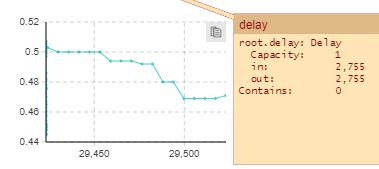 0.52
0.5
0.48
0.46
0.44
29,450
29,500
delay
root.delay: Delay
Capacity: 1
in: 2,755
out: 2,755
Contains: 0